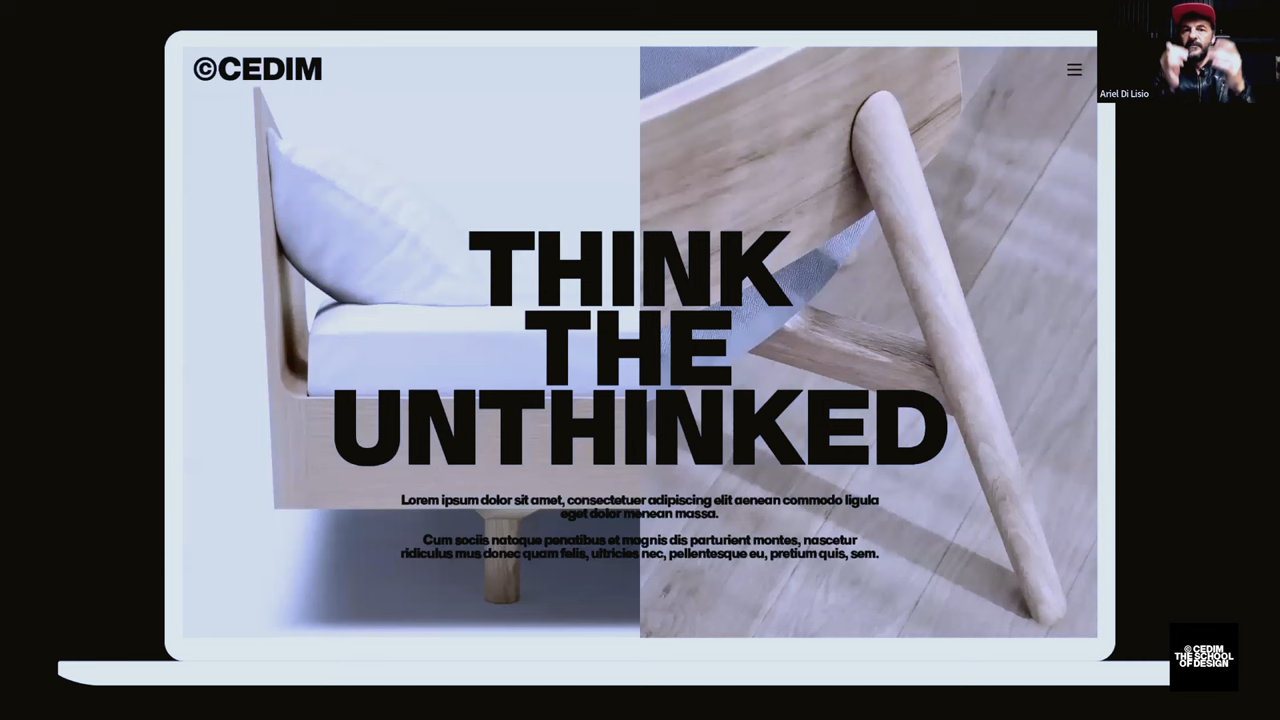 ©CEDIM
Ariel Di Lisio
THINK
THE
UNTHINKED
Lorem ipsum dolor sit amet, consectetuer adipiscing elit aenean commodo ligula
eget dolor menean massa.
Cum sociis natoque penatibus et magnis dis parturient montes, nascetur
ridiculus mus donec quam felis, ultricies nec, pellentesque eu, pretium quis, sem.
© CEDIM
THE SCHOOL
OF DESIGN